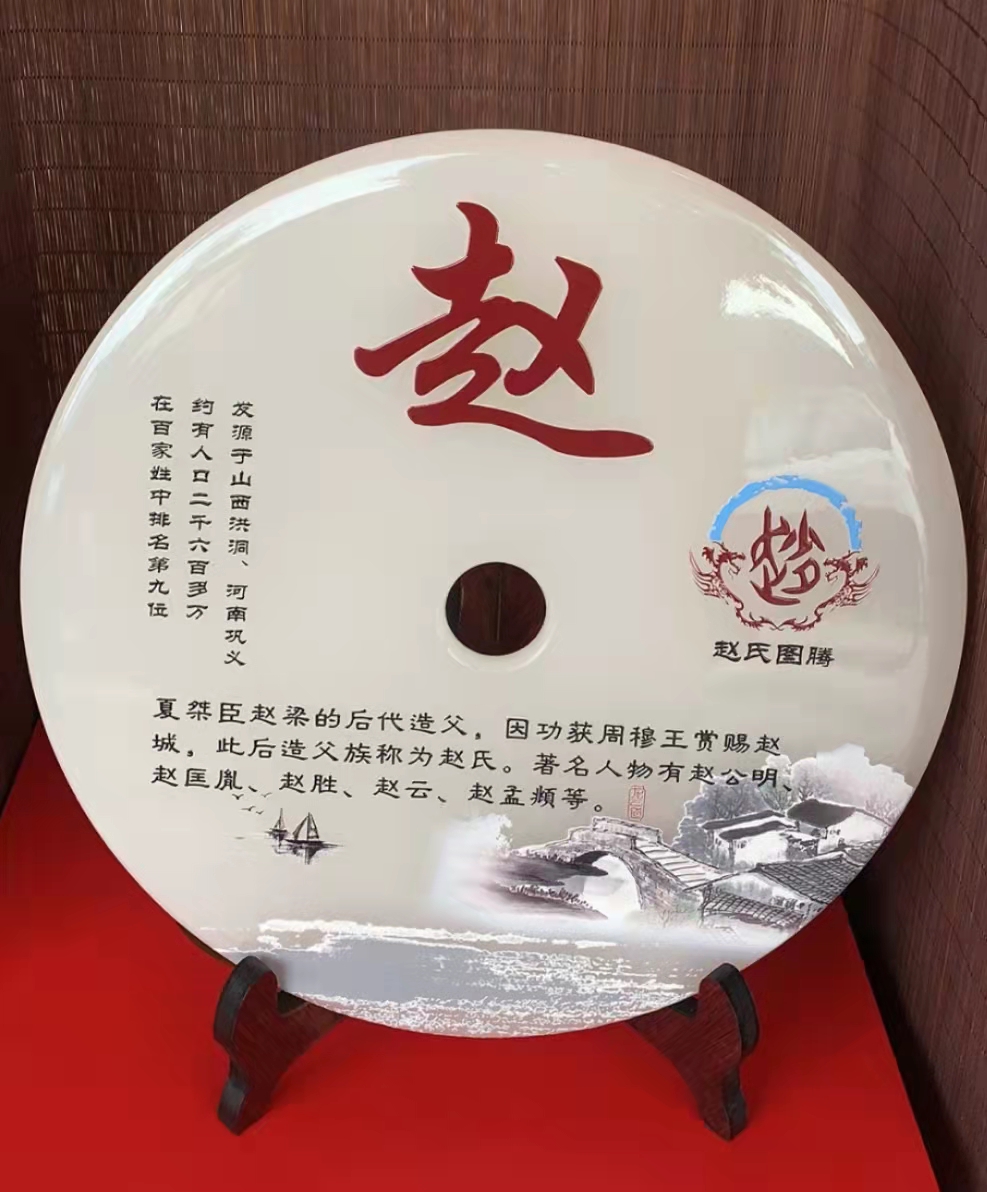 赵
发源于山西洪洞、河南巩义
约有人口二千六百多万
在百家姓中排名第九位
赵氏图腾
夏桀臣赵梁的后代造父，因功获周穆王赏赐赵
城，此后造父族称为赵氏。著名人物有赵公明、
赵匡胤、赵胜、赵云、赵孟頫等。